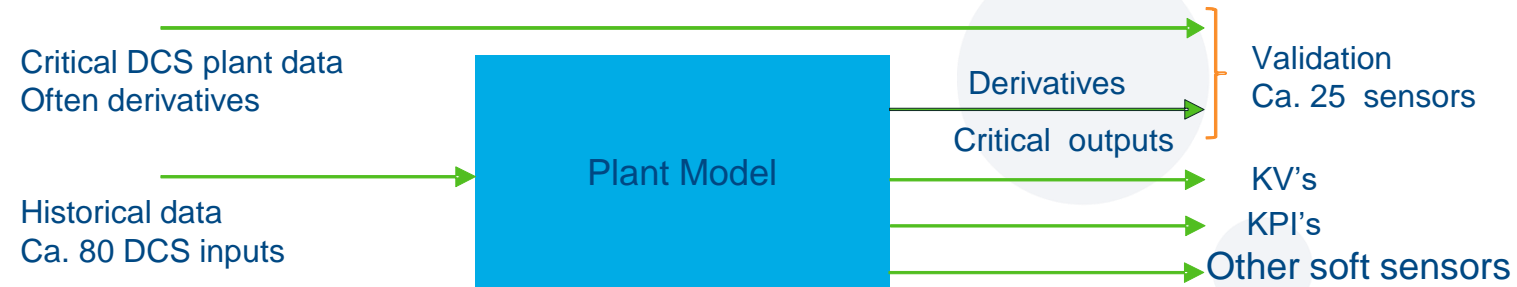 Critical DCS plant data
Often derivatives
Historical data
Ca. 80 DCS inputs
Plant Model
Derivatives
Critical outputs
Validation
Ca. 25 sensors
KV's
KPI's
Other soft sensors